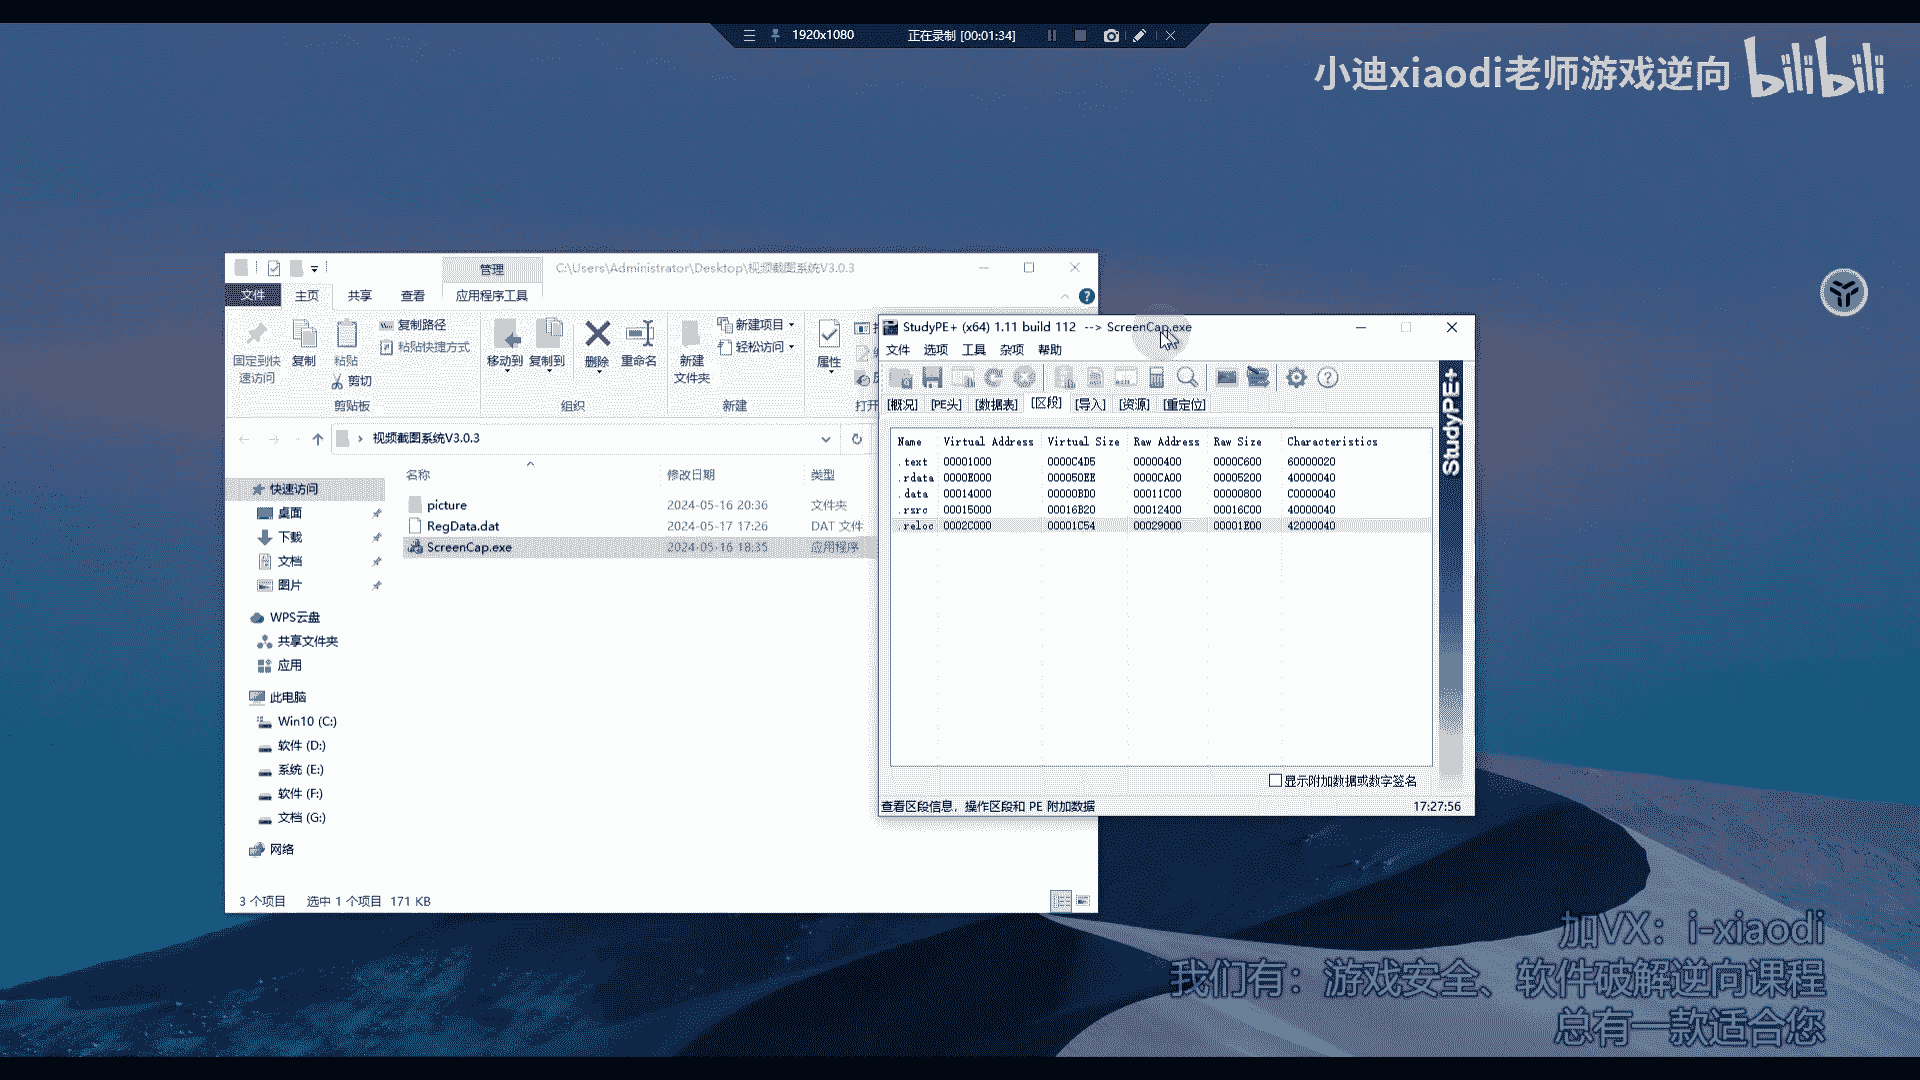 1920x1080 正在录制 [00:01:34]
小迪xiaodi老师游戏逆向 bilibili
管理 C:\Users\Administrator\Desktop\视频截图系统V3.0.3
文件 主页 共享 查看 应用程序工具
固定到快速访问 复制 粘贴 复制路径 粘贴快捷方式 剪切 移动到 复制到 删除 重命名 新建文件夹 新建项目 轻松访问 属性
剪贴板 组织 新建 打开
视频截图系统V3.0.3
名称 修改日期 类型
picture 2024-05-16 20:36 文件夹
RegData.dat 2024-05-17 17:26 DAT 文件
ScreenCap.exe 2024-05-16 18:35 应用程序
快速访问
桌面
下载
文档
图片
WPS云盘
共享文件夹
应用
此电脑
Win10 (C:)
软件 (D:)
系统 (E:)
软件 (F:)
文档 (G:)
网络
3 个项目 选中 1 个项目 171 KB
StudyPE+ (x64) 1.11 build 112 --> ScreenCap.exe
文件 选项 工具 杂项 帮助
[概况] [PE头] [数据表] [区段] [导入] [资源] [重定位]
Name Virtual Address Virtual Size Raw Address Raw Size Characteristics
.text 00001000 0000C4D5 00000400 0000C600 60000020
.rdata 0000E000 000050EE 0000CA00 00005200 40000040
.data 00014000 00000BD0 00011C00 00000800 C0000040
.rsrc 00015000 00016B20 00012400 00016C00 40000040
.reloc 0002C000 00001C54 00029000 00001E00 42000040
StudyPE+
显示附加数据或数字签名
查看区段信息，操作区段和 PE 附加数据 17:27:56
加VX：i-xiaodi
我们有：游戏安全、软件破解逆向课程
总有一款适合您